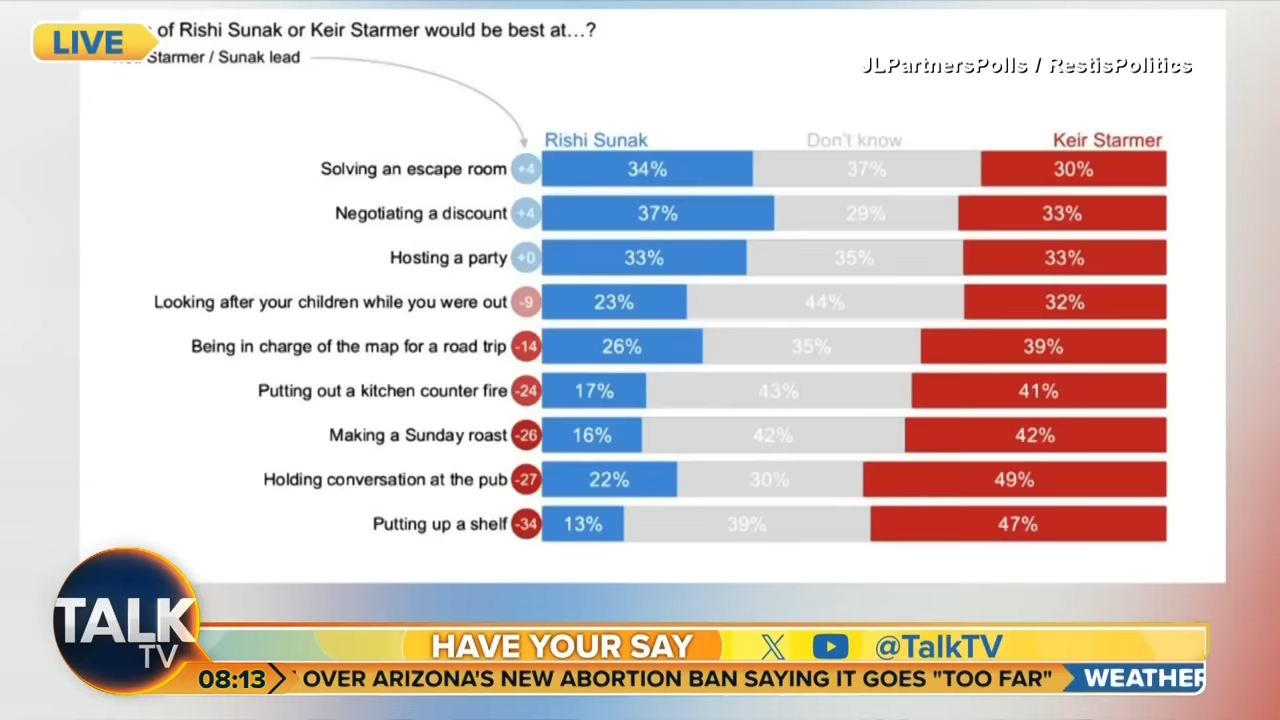 LIVE
of Rishi Sunak or Keir Starmer would be best at...?
Starmer / Sunak lead
JLPartnersPolls / RestisPolitics
Rishi Sunak Don't know Keir Starmer
Solving an escape room +4 34% 37% 30%
Negotiating a discount +4 37% 29% 33%
Hosting a party +0 33% 35% 33%
Looking after your children while you were out -9 23% 44% 32%
Being in charge of the map for a road trip -14 26% 35% 39%
Putting out a kitchen counter fire -24 17% 43% 41%
Making a Sunday roast -26 16% 42% 42%
Holding conversation at the pub -27 22% 30% 49%
Putting up a shelf -34 13% 39% 47%
TALK
TV
HAVE YOUR SAY X @TalkTV
08:13 OVER ARIZONA'S NEW ABORTION BAN SAYING IT GOES "TOO FAR" WEATHER